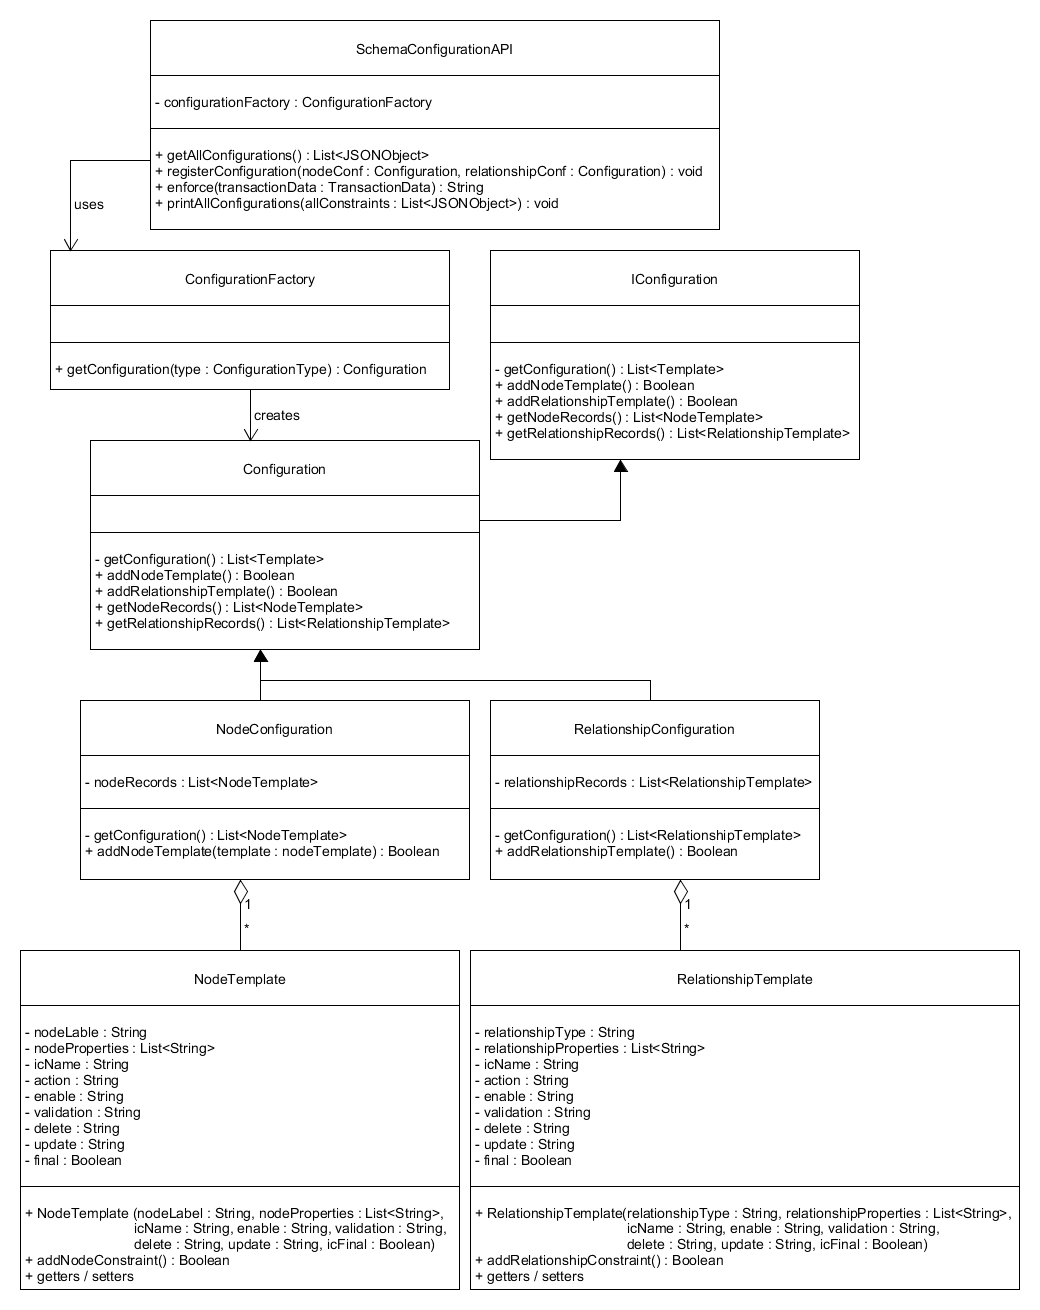 SchemaConfigurationAPI
- configurationFactory : ConfigurationFactory
+ getAllConfigurations() : List<JSONObject>
+ registerConfiguration(nodeConf : Configuration, relationshipConf : Configuration) : void
+ enforce(transactionData : TransactionData) : String
+ printAllConfigurations(allConstraints : List<JSONObject>) : void
uses
ConfigurationFactory
+ getConfiguration(type : ConfigurationType) : Configuration
IConfiguration
- getConfiguration() : List<Template>
+ addNodeTemplate() : Boolean
+ addRelationshipTemplate() : Boolean
+ getNodeRecords() : List<NodeTemplate>
+ getRelationshipRecords() : List<RelationshipTemplate>
creates
Configuration
- getConfiguration() : List<Template>
+ addNodeTemplate() : Boolean
+ addRelationshipTemplate() : Boolean
+ getNodeRecords() : List<NodeTemplate>
+ getRelationshipRecords() : List<RelationshipTemplate>
NodeConfiguration
- nodeRecords : List<NodeTemplate>
- getConfiguration() : List<NodeTemplate>
+ addNodeTemplate(template : nodeTemplate) : Boolean
RelationshipConfiguration
- relationshipRecords : List<RelationshipTemplate>
- getConfiguration() : List<RelationshipTemplate>
+ addRelationshipTemplate() : Boolean
1
*
1
*
NodeTemplate
- nodeLable : String
- nodeProperties : List<String>
- icName : String
- action : String
- enable : String
- validation : String
- delete : String
- update : String
- final : Boolean
+ NodeTemplate (nodeLabel : String, nodeProperties : List<String>,
icName : String, enable : String, validation : String,
delete : String, update : String, icFinal : Boolean)
+ addNodeConstraint() : Boolean
+ getters / setters
RelationshipTemplate
- relationshipType : String
- relationshipProperties : List<String>
- icName : String
- action : String
- enable : String
- validation : String
- delete : String
- update : String
- final : Boolean
+ RelationshipTemplate(relationshipType : String, relationshipProperties : List<String>,
icName : String, enable : String, validation : String,
delete : String, update : String, icFinal : Boolean)
+ addRelationshipConstraint() : Boolean
+ getters / setters